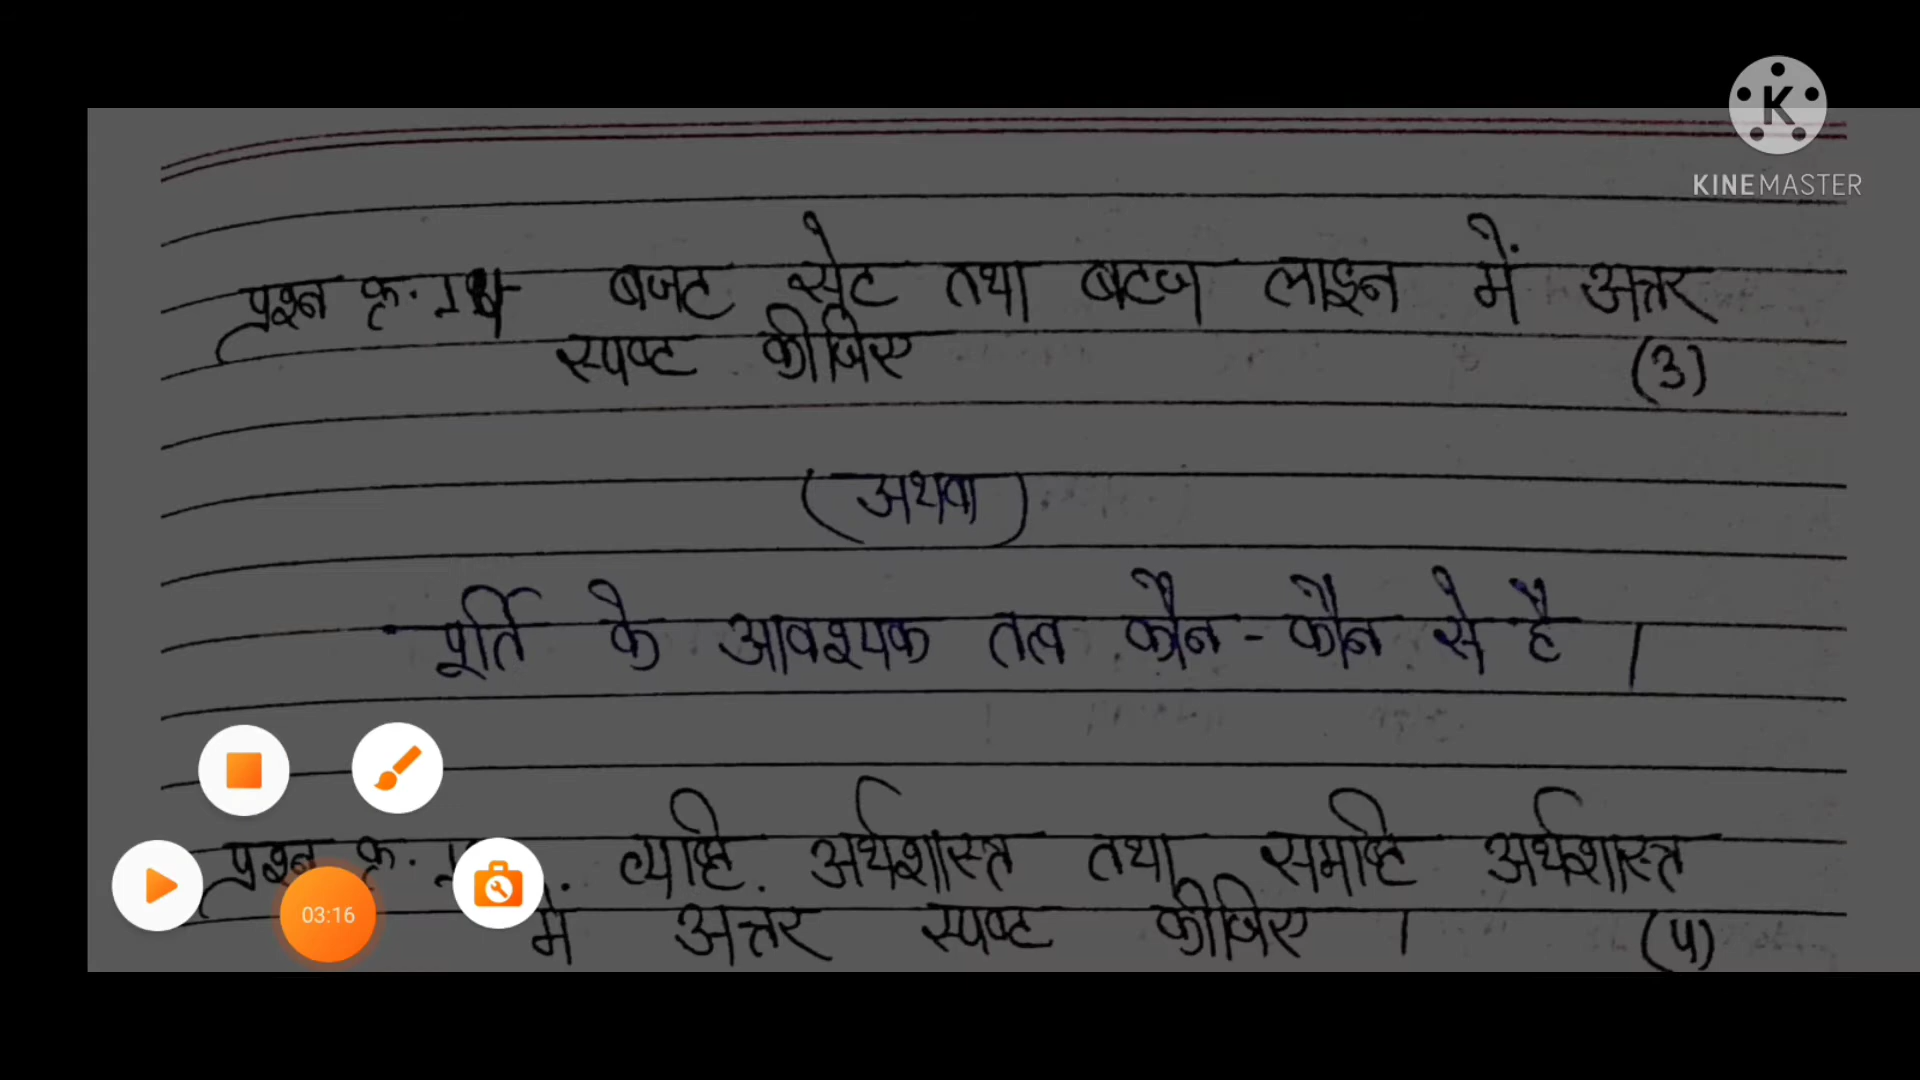 KINEMASTER
प्रश्न क्र. 14 बजट सेट तथा बटज लाइन में अन्तर
स्पष्ट कीजिए (3)
(अथवा)
पूर्ति के आवश्यक तत्व कौन-कौन से है ।
प्रश्न क्र. व्यष्टि. अर्थशास्त्र तथा समष्टि अर्थशास्त्र
में अन्तर स्पष्ट कीजिए । (4)
03:16